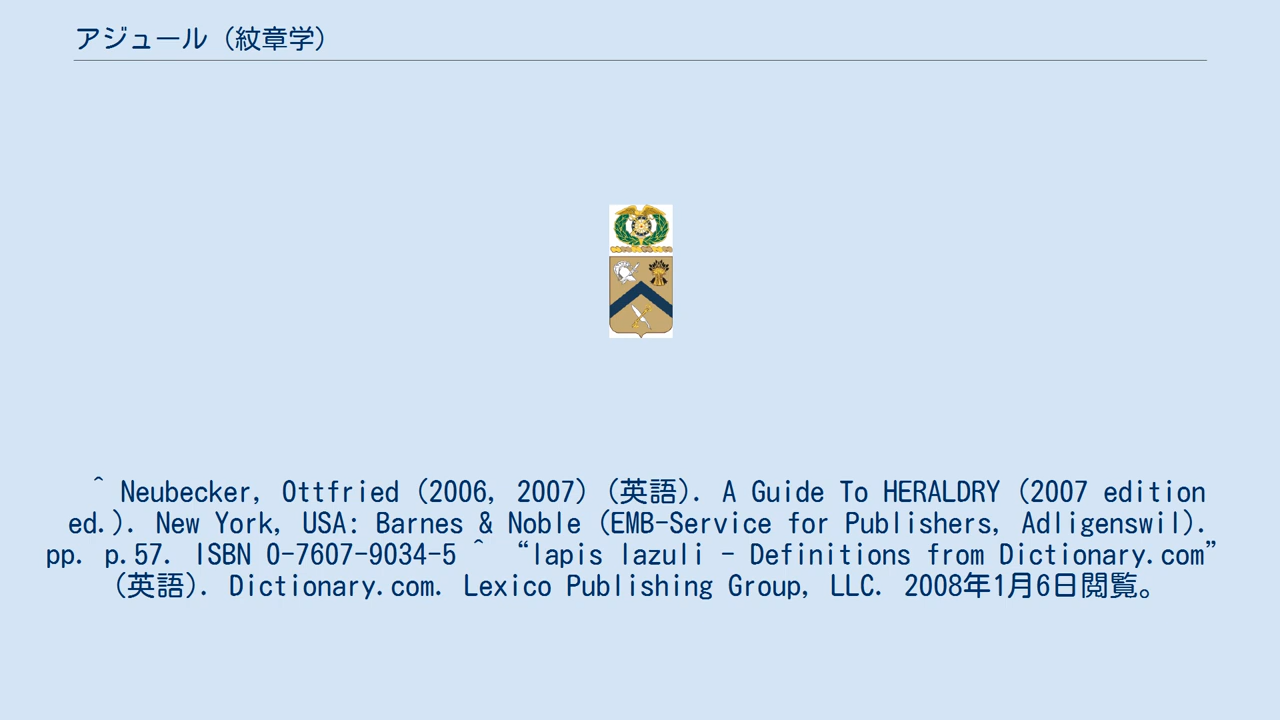 アジュール（紋章学）
^ Neubecker, Ottfried (2006, 2007) (英語). A Guide To HERALDRY (2007 edition
ed.). New York, USA: Barnes & Noble (EMB-Service for Publishers, Adligenswil).
pp. p.57. ISBN 0-7607-9034-5 ^ “lapis lazuli - Definitions from Dictionary.com”
(英語). Dictionary.com. Lexico Publishing Group, LLC. 2008年1月6日閲覧。